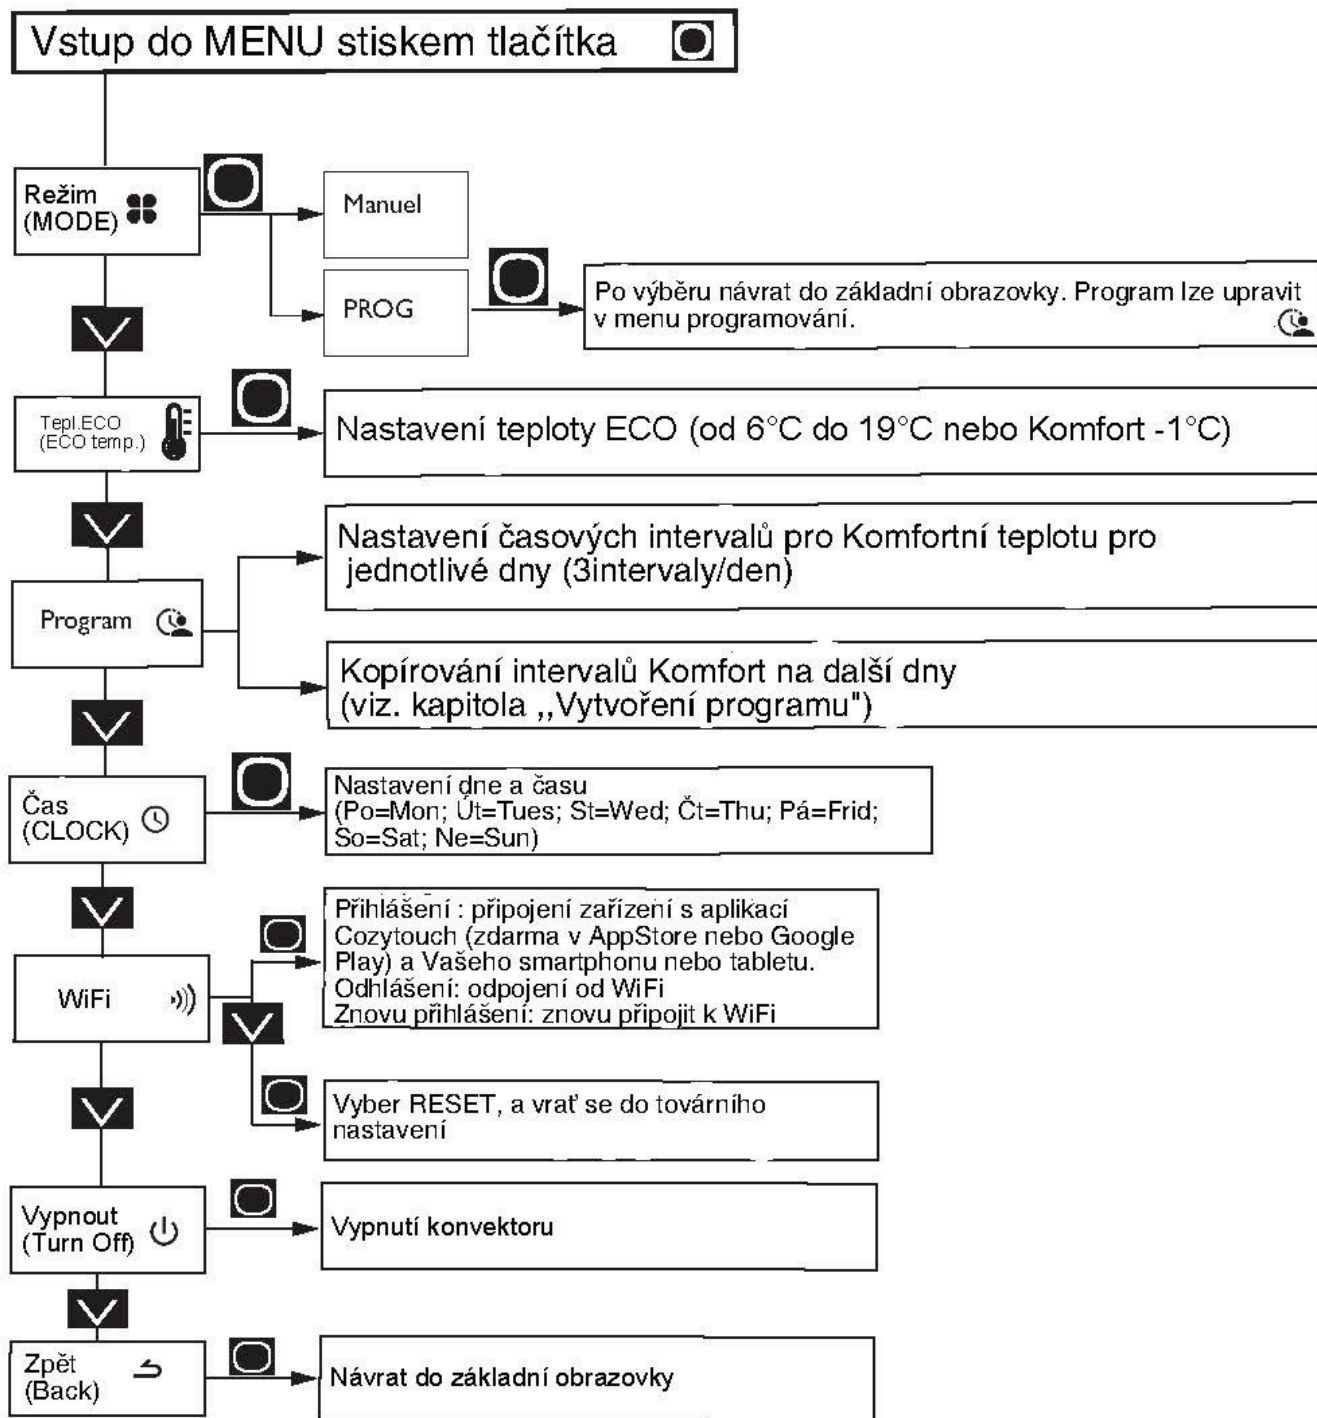 Vstup do MENU stiskem tlačítka
Režim
(MODE)
Manuel
PROG
Po výběru návrat do základní obrazovky. Program lze upravit
v menu programování.
Tepl.ECO
(ECO temp.)
Nastavení teploty ECO (od 6°C do 19°C nebo Komfort -1°C)
Nastavení časových intervalů pro Komfortní teplotu pro
jednotlivé dny (3intervaly/den)
Program
Kopírování intervalů Komfort na další dny
(viz. kapitola ,,Vytvoření programu")
Čas
(CLOCK)
Nastavení dne a času
(Po=Mon; Út=Tues; St=Wed; Čt=Thu; Pá=Frid;
So=Sat; Ne=Sun)
WiFi
Přihlášení : připojení zařízení s aplikací
Cozytouch (zdarma v AppStore nebo Google
Play) a Vašeho smartphonu nebo tabletu.
Odhlášení: odpojení od WiFi
Znovu přihlášení: znovu připojit k WiFi
Vyber RESET, a vrať se do továrního
nastavení
Vypnout
(Turn Off)
Vypnutí konvektoru
Zpět
(Back)
Návrat do základní obrazovky